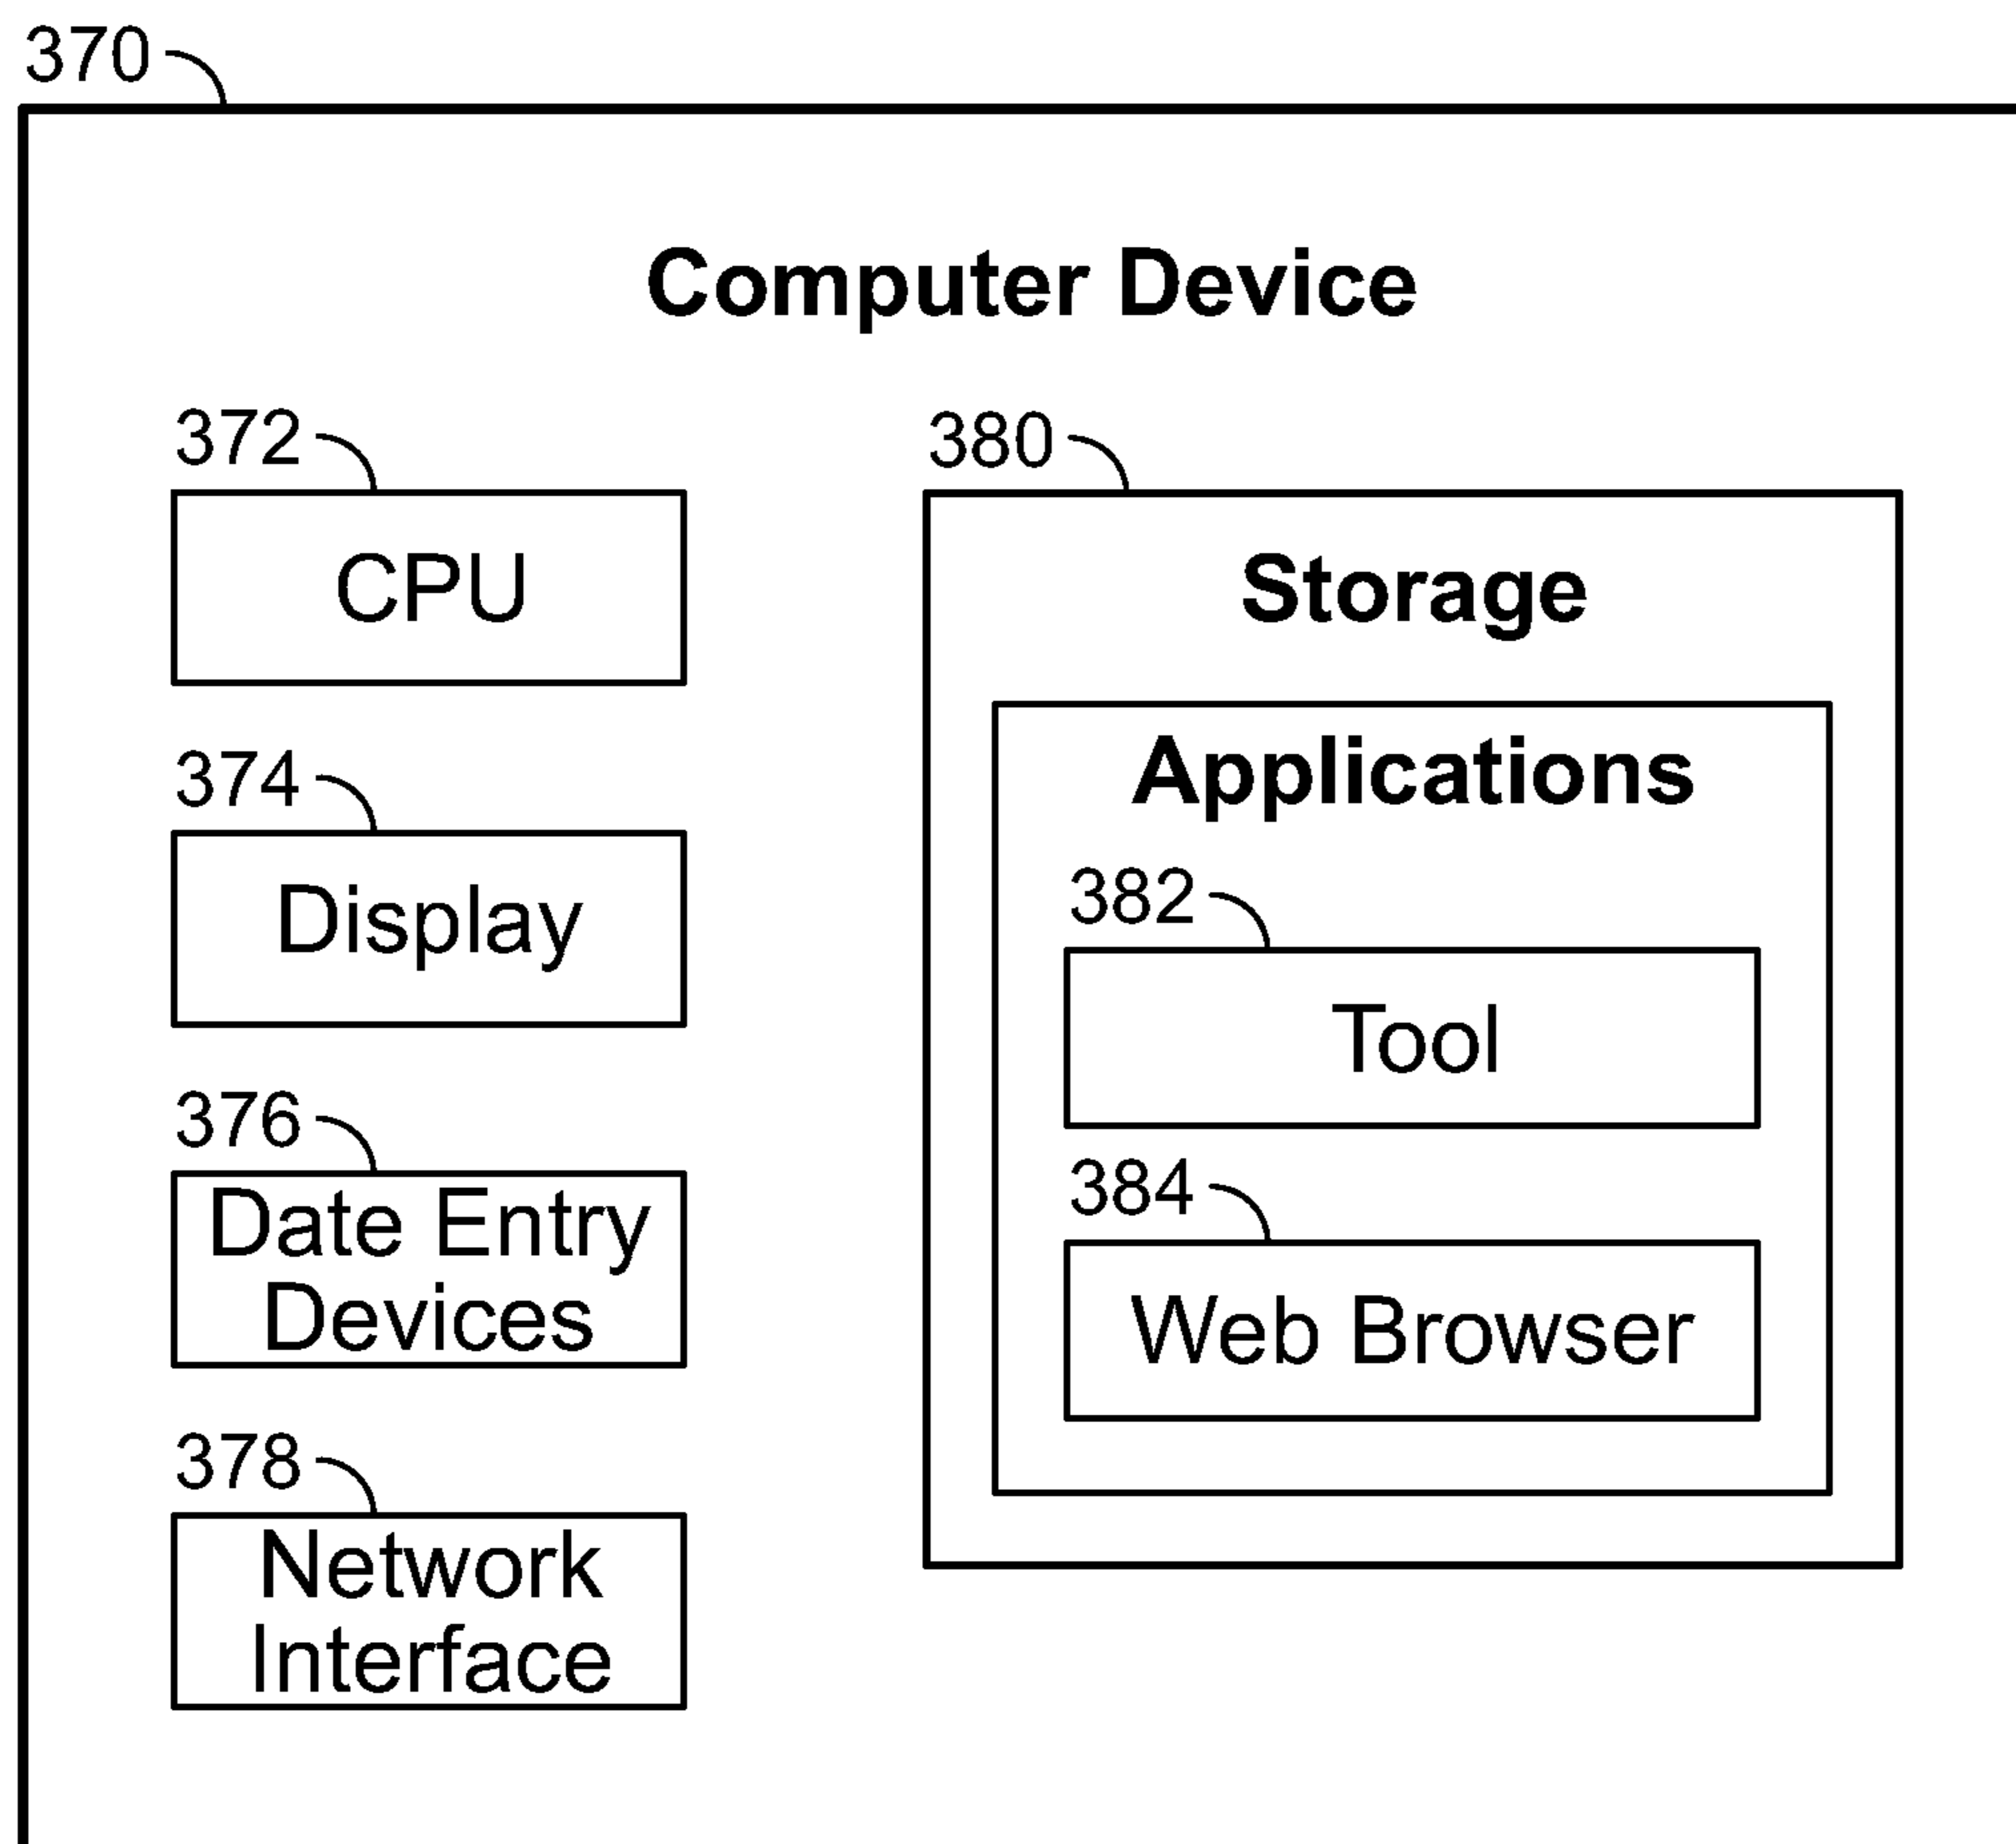 370
Computer Device
372
CPU
374
Display
376
Date Entry
Devices
378
Network
Interface
380
Storage
Applications
382
Tool
384
Web Browser